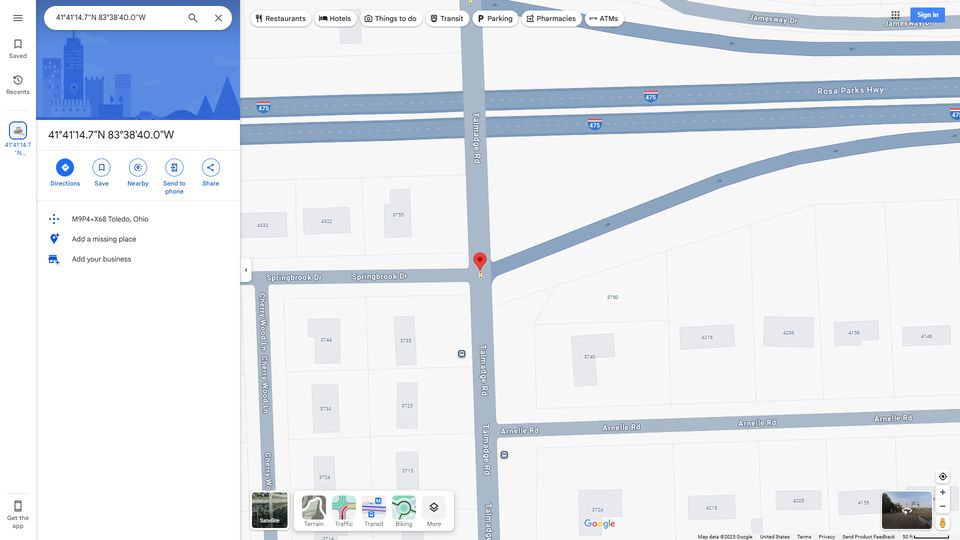 41°41'14.7"N 83°38'40.0"W
Restaurants
Hotels
Things to do
Transit
Parking
Pharmacies
ATMs
Sign in
Saved
Recents
41°41'14.7
"N...
Get the
app
41°41'14.7"N 83°38'40.0"W
Directions
Save
Nearby
Send to
phone
Share
M9P4+X68 Toledo, Ohio
Add a missing place
Add your business
Jamesway Dr
Jamesway Dr
475
475
475
Rosa Parks Hwy
Talmadge Rd
4332
4322
3755
Springbrook Dr
Springbrook Dr
Cherry Wood Ln
Cherry Wood Ln
3744
3735
3734
3725
3724
3715
Talmadge Rd
Talmadge Rd
Talmadge Rd
3750
3740
4216
4206
4156
4146
Arnelle Rd
Arnelle Rd
Arnelle Rd
Arnelle Rd
3724
4215
4205
4155
Satellite
Terrain
Traffic
Transit
Biking
More
Google
Map data ©2025 Google
United States
Terms
Privacy
Send Product Feedback
50 ft